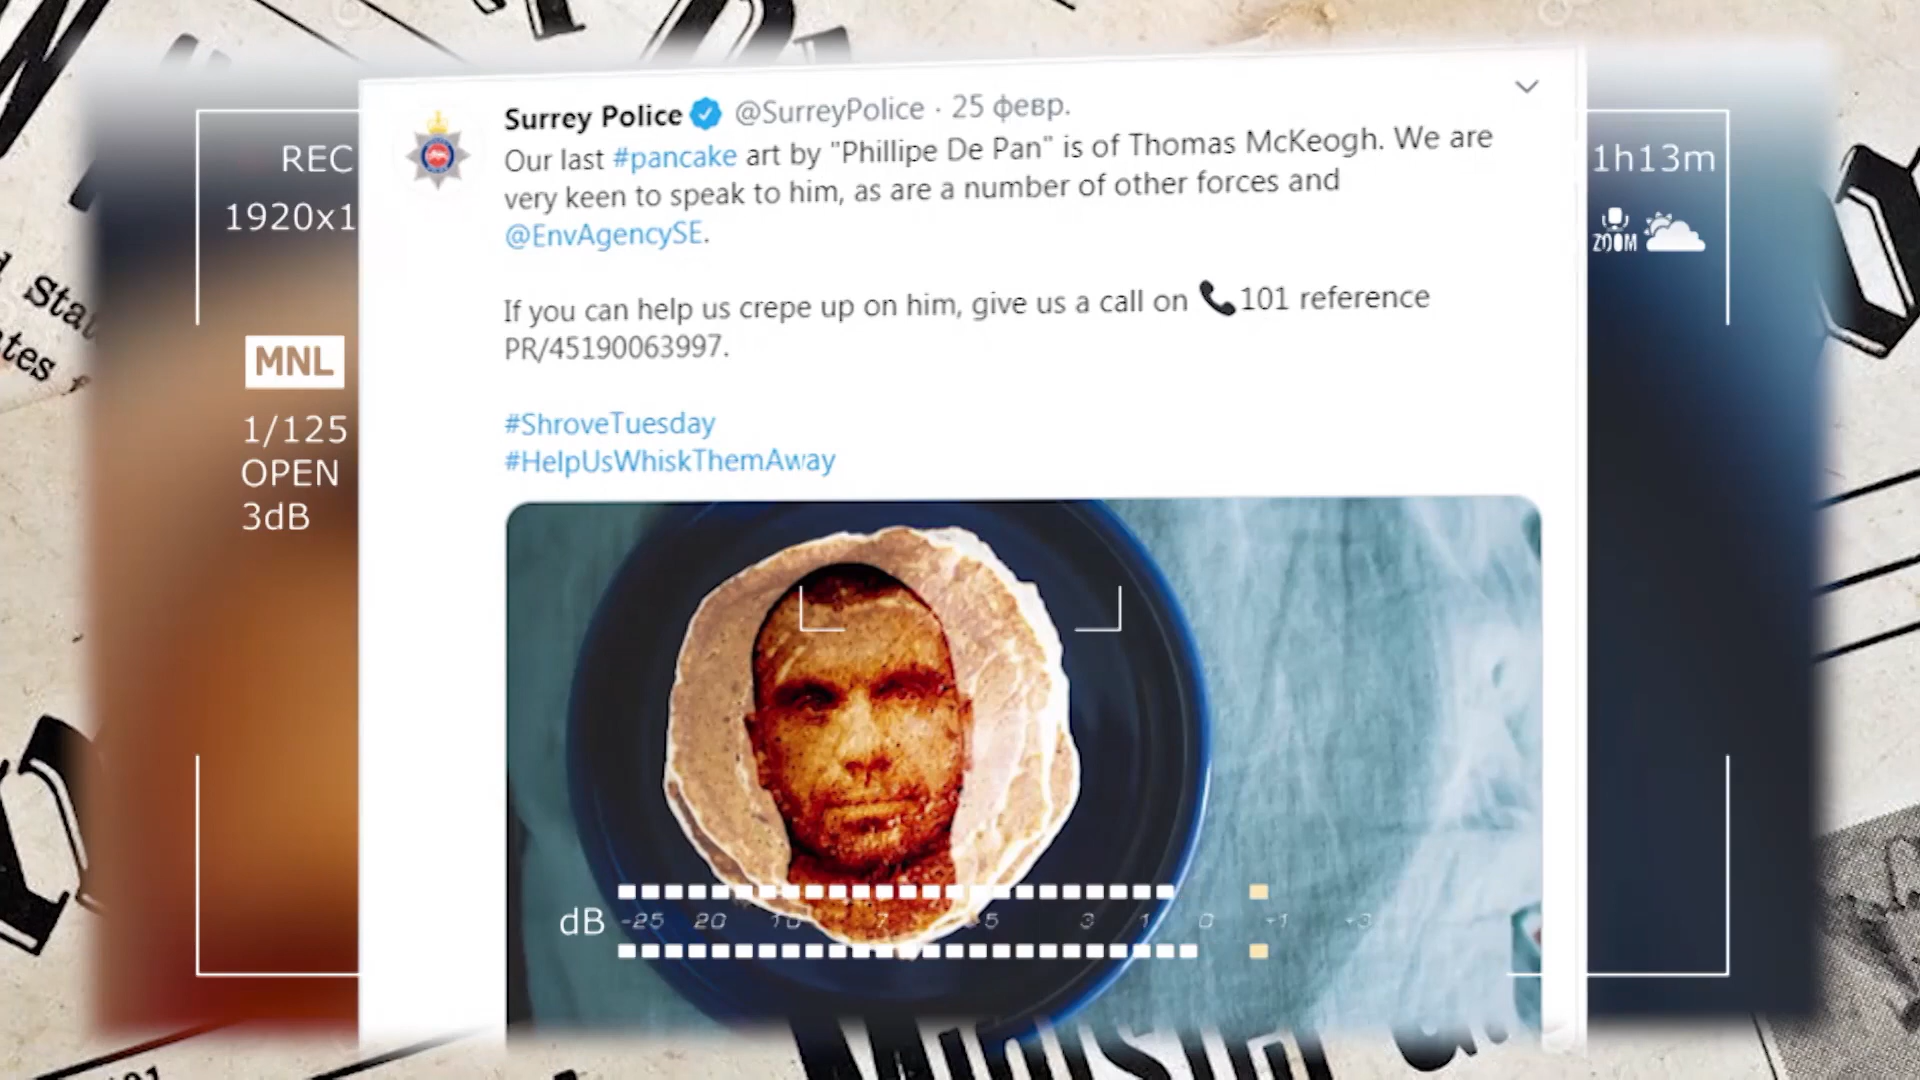 Surrey Police @SurreyPolice · 25 февр.
Our last #pancake art by "Phillipe De Pan" is of Thomas McKeogh. We are
very keen to speak to him, as are a number of other forces and
@EnvAgencySE.
If you can help us crepe up on him, give us a call on 101 reference
PR/45190063997.
#ShroveTuesday
#HelpUsWhiskThemAway
REC
1920x1
MNL
1/125
OPEN
3dB
1h13m
ZOOM
dB -25 20 10 7 -5 3 1 0 +1 +3